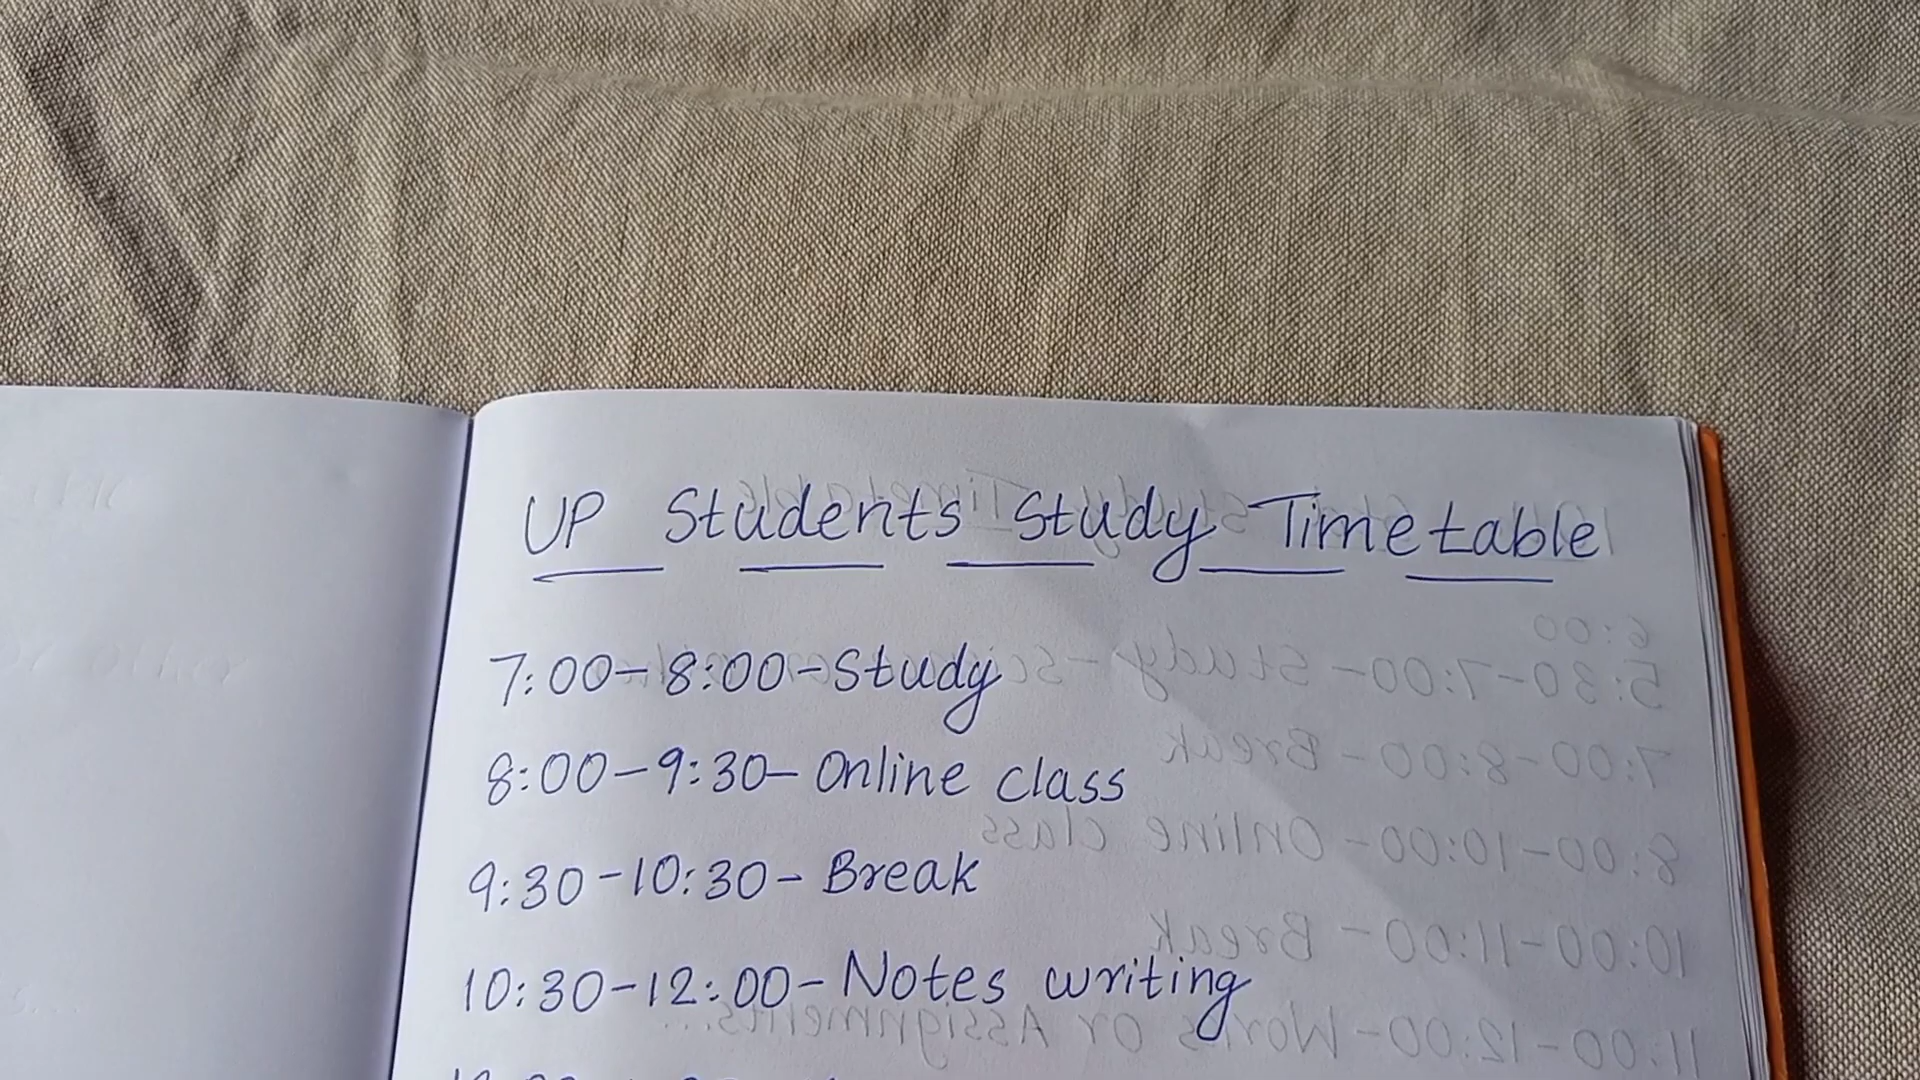 UP Students Study Timetable
7:00-8:00-Study
8:00-9:30-Online class
9:30-10:30-Break
10:30-12:00-Notes writing